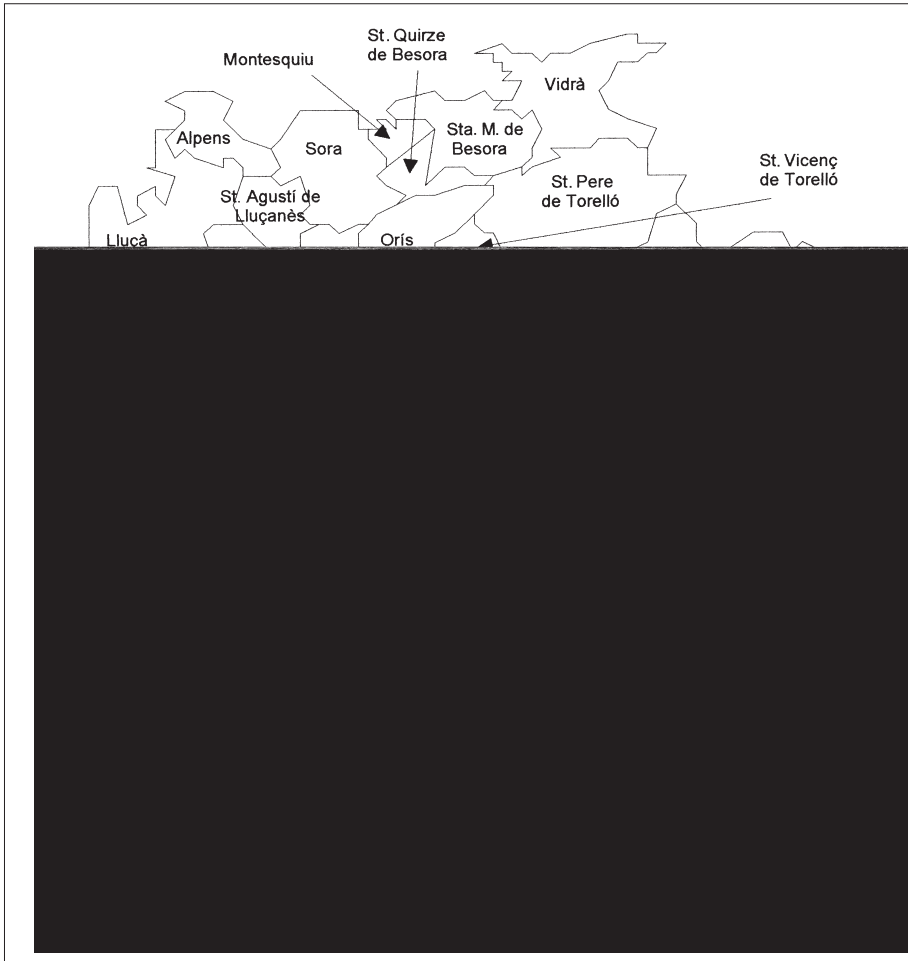 St. Quirze
de Besora
Montesquiu
Vidrà
Alpens
Sora
Sta. M. de
Besora
St. Vicenç
de Torelló
St. Pere
de Torelló
St. Agustí de
Lluçanès
Lluçà
Orís